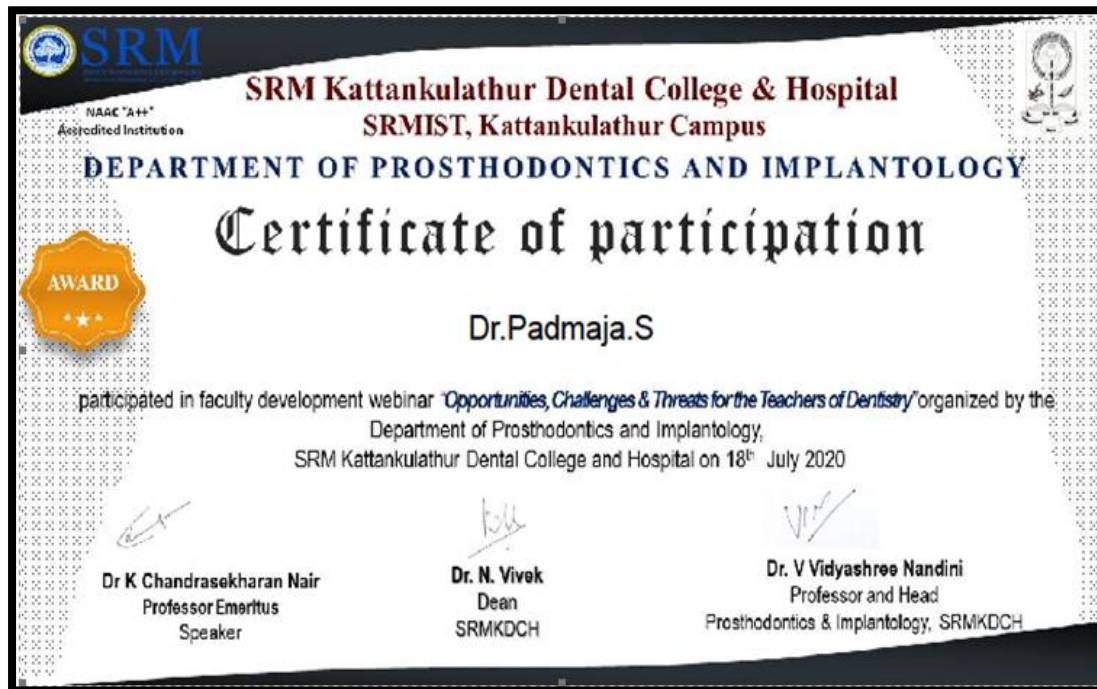 SRM
NAAC "A++"
Accredited Institution
SRM Kattankulathur Dental College & Hospital
SRMIST, Kattankulathur Campus
DEPARTMENT OF PROSTHODONTICS AND IMPLANTOLOGY
Certificate of participation
AWARD
Dr.Padmaja.S
participated in faculty development webinar "Opportunities, Challenges & Threats for the Teachers of Dentistry" organized by the
Department of Prosthodontics and Implantology,
SRM Kattankulathur Dental College and Hospital on 18th July 2020
Dr K Chandrasekharan Nair
Professor Emeritus
Speaker
Dr. N. Vivek
Dean
SRMKDCH
Dr. V Vidyashree Nandini
Professor and Head
Prosthodontics & Implantology, SRMKDCH